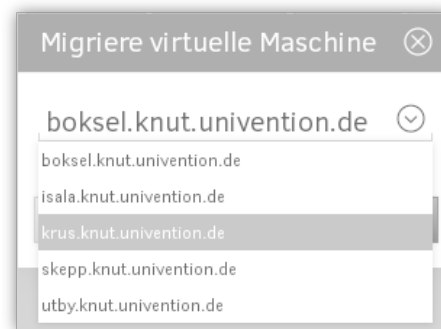 Migriere virtuelle Maschine
boksel.knut.univention.de
boksel.knut.univention.de
isala.knut.univention.de
krus.knut.univention.de
skepp.knut.univention.de
utby.knut.univention.de